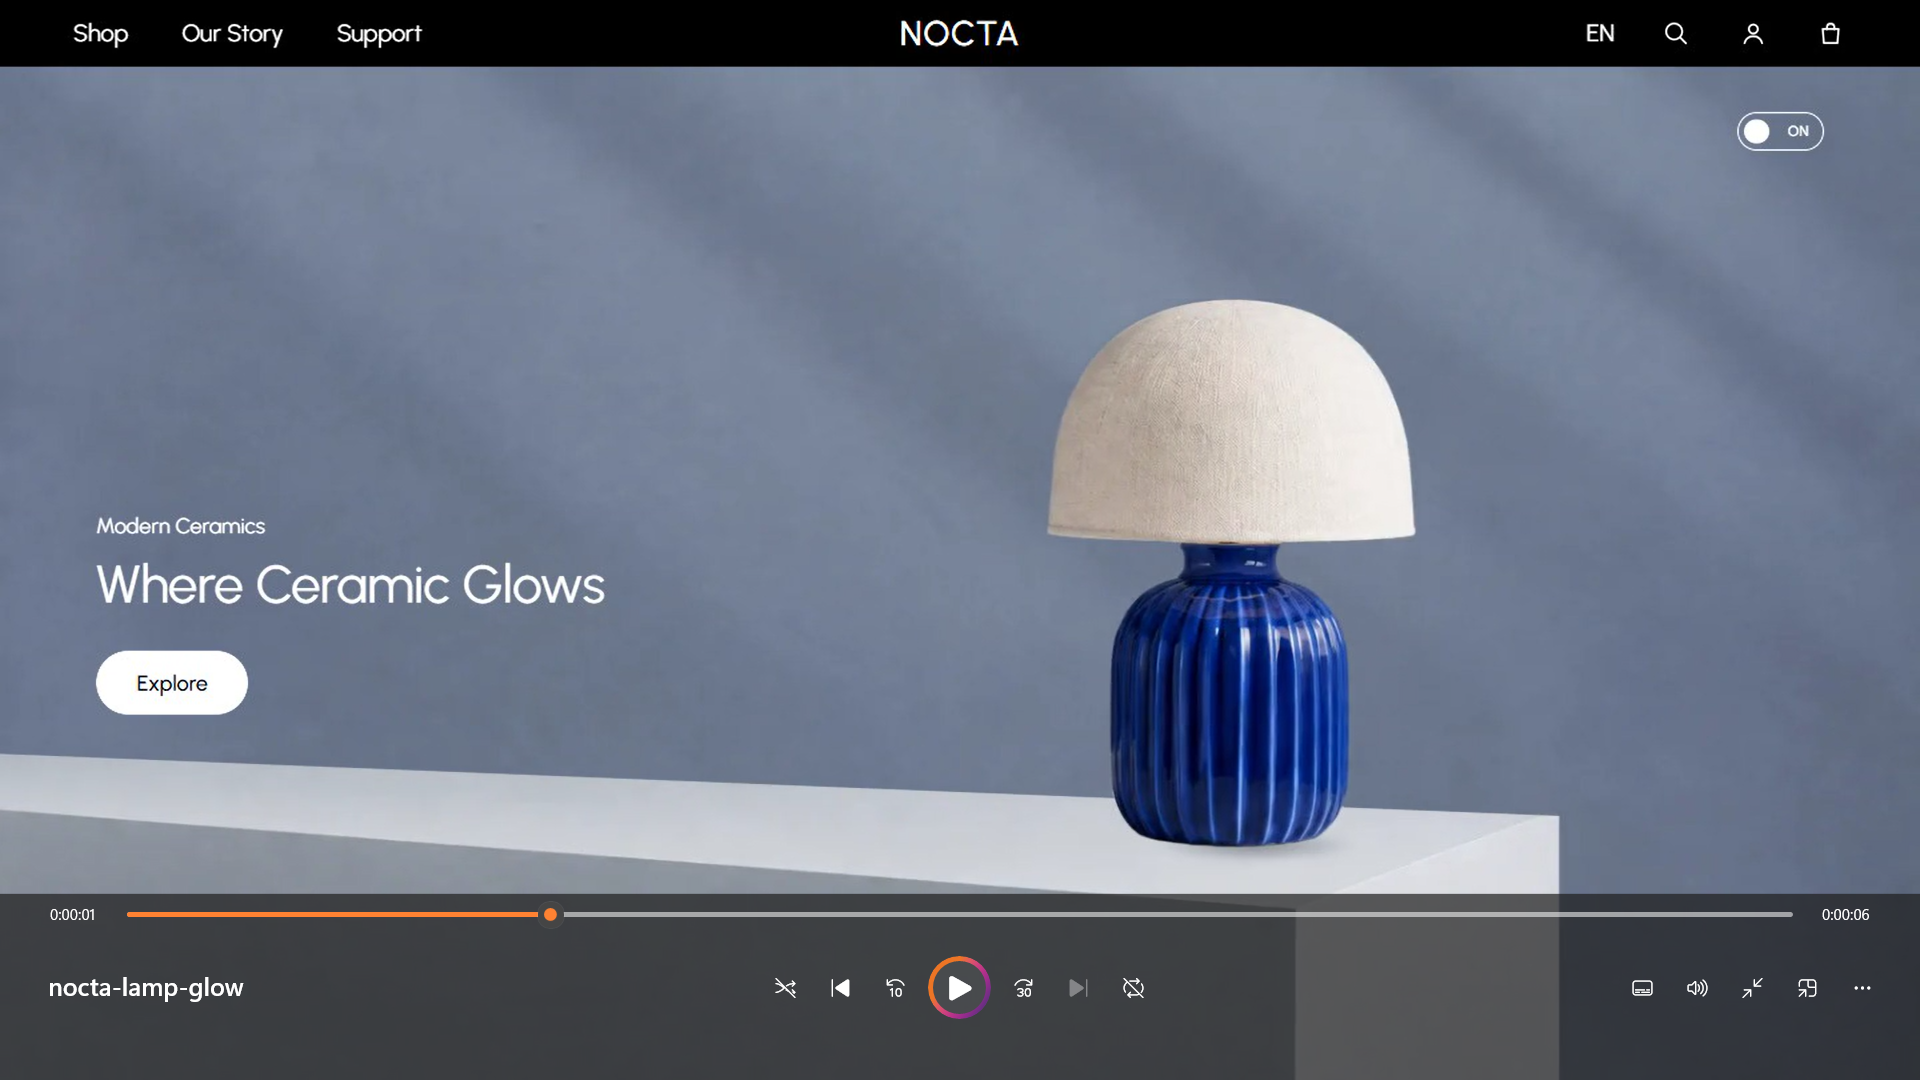 Shop Our Story Support NOCTA EN
ON
Modern Ceramics
Where Ceramic Glows
Explore
0:00:01 0:00:06
nocta-lamp-glow 10 30